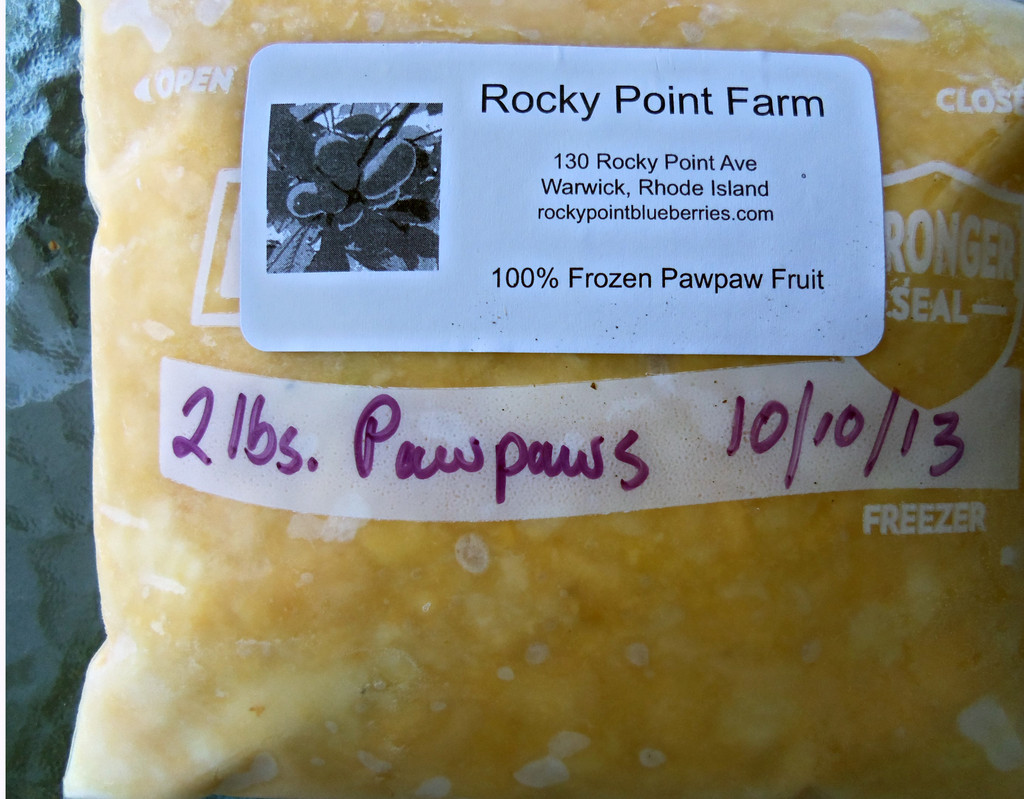 OPEN
CLOSE
Rocky Point Farm
130 Rocky Point Ave
Warwick, Rhode Island
rockypointblueberries.com
100% Frozen Pawpaw Fruit
RONGER
SEAL
2 lbs. Pawpaws 10/10/13
FREEZER